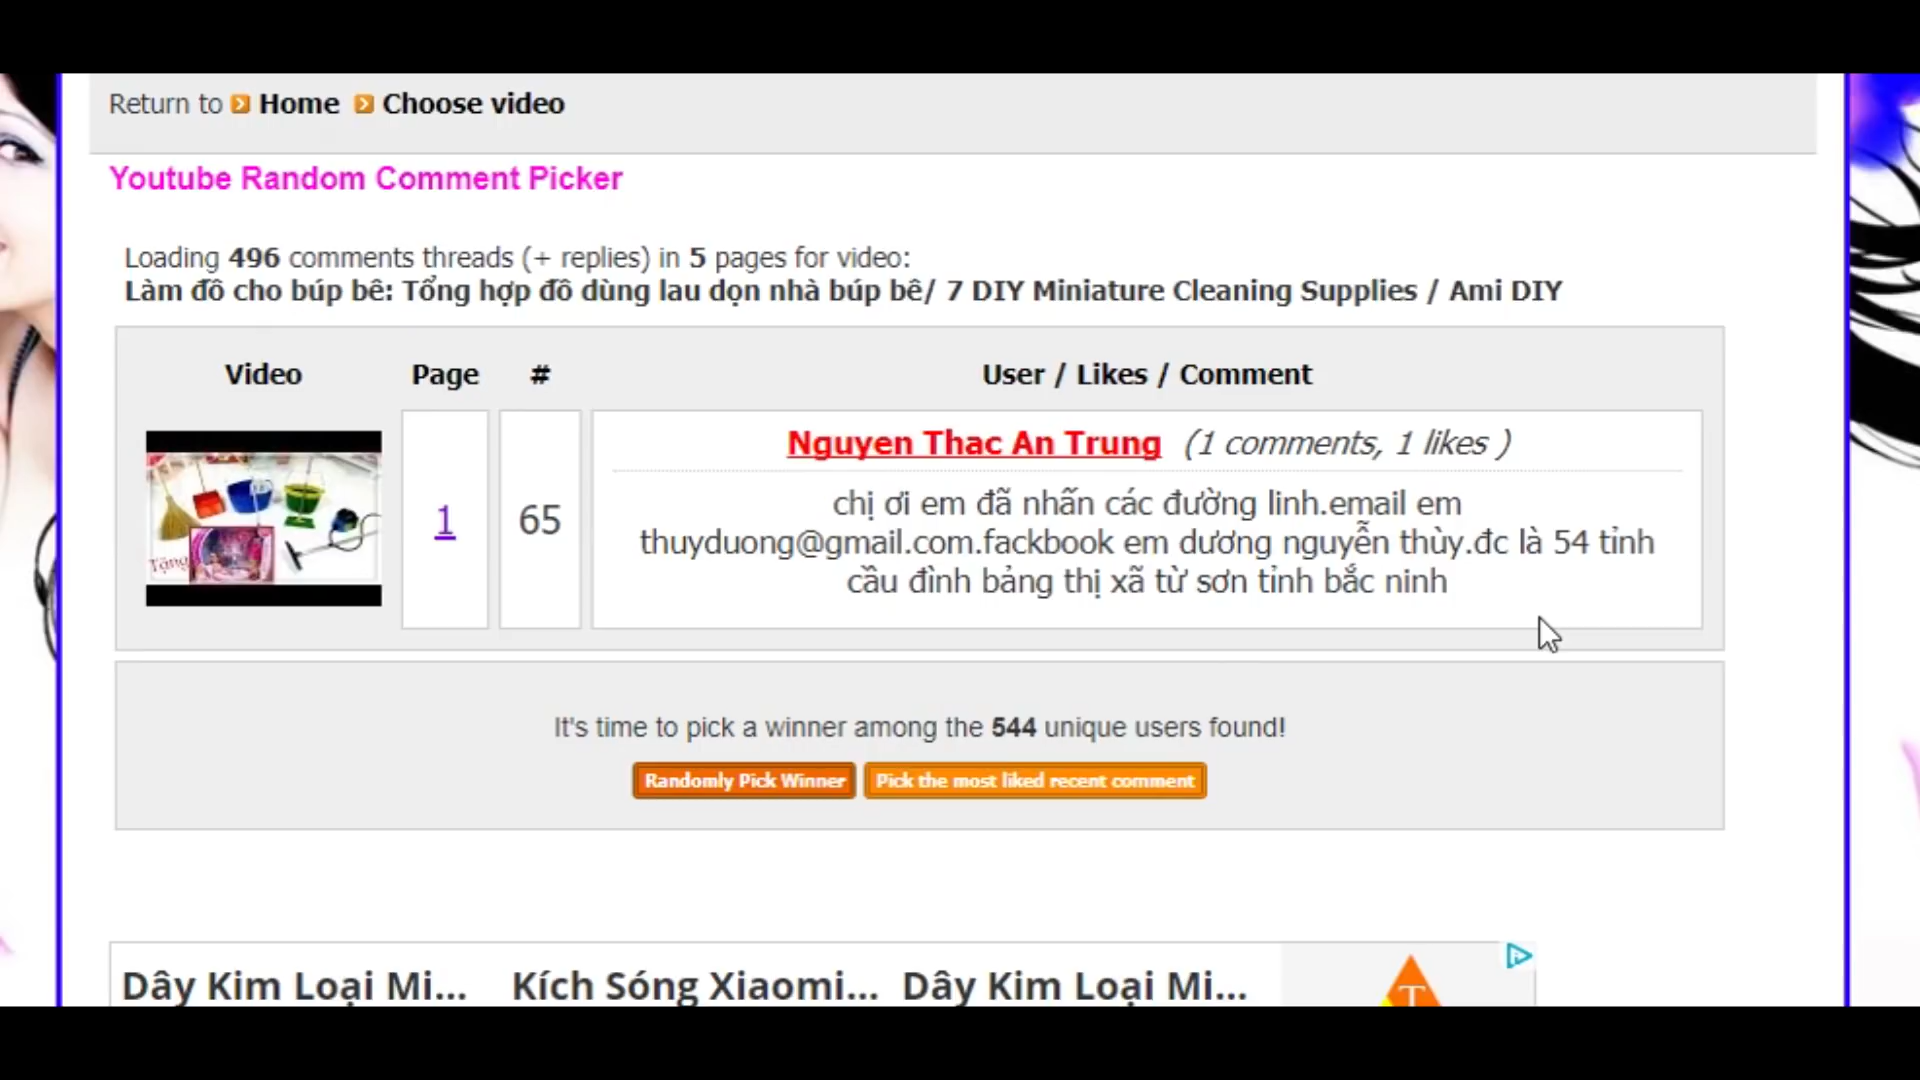 Return to Home Choose video
Youtube Random Comment Picker
Loading 496 comments threads (+ replies) in 5 pages for video:
Làm đồ cho búp bê: Tổng hợp đồ dùng lau dọn nhà búp bê/ 7 DIY Miniature Cleaning Supplies / Ami DIY
Video Page # User / Likes / Comment
Tặng
1
65
Nguyen Thac An Trung (1 comments, 1 likes )
chị ơi em đã nhấn các đường linh.email em
thuyduong@gmail.com.fackbook em dương nguyễn thùy.đc là 54 tỉnh
cầu đình bảng thị xã từ sơn tỉnh bắc ninh
It's time to pick a winner among the 544 unique users found!
Randomly Pick Winner Pick the most liked recent comment
Dây Kim Loại Mi... Kích Sóng Xiaomi... Dây Kim Loại Mi...
T